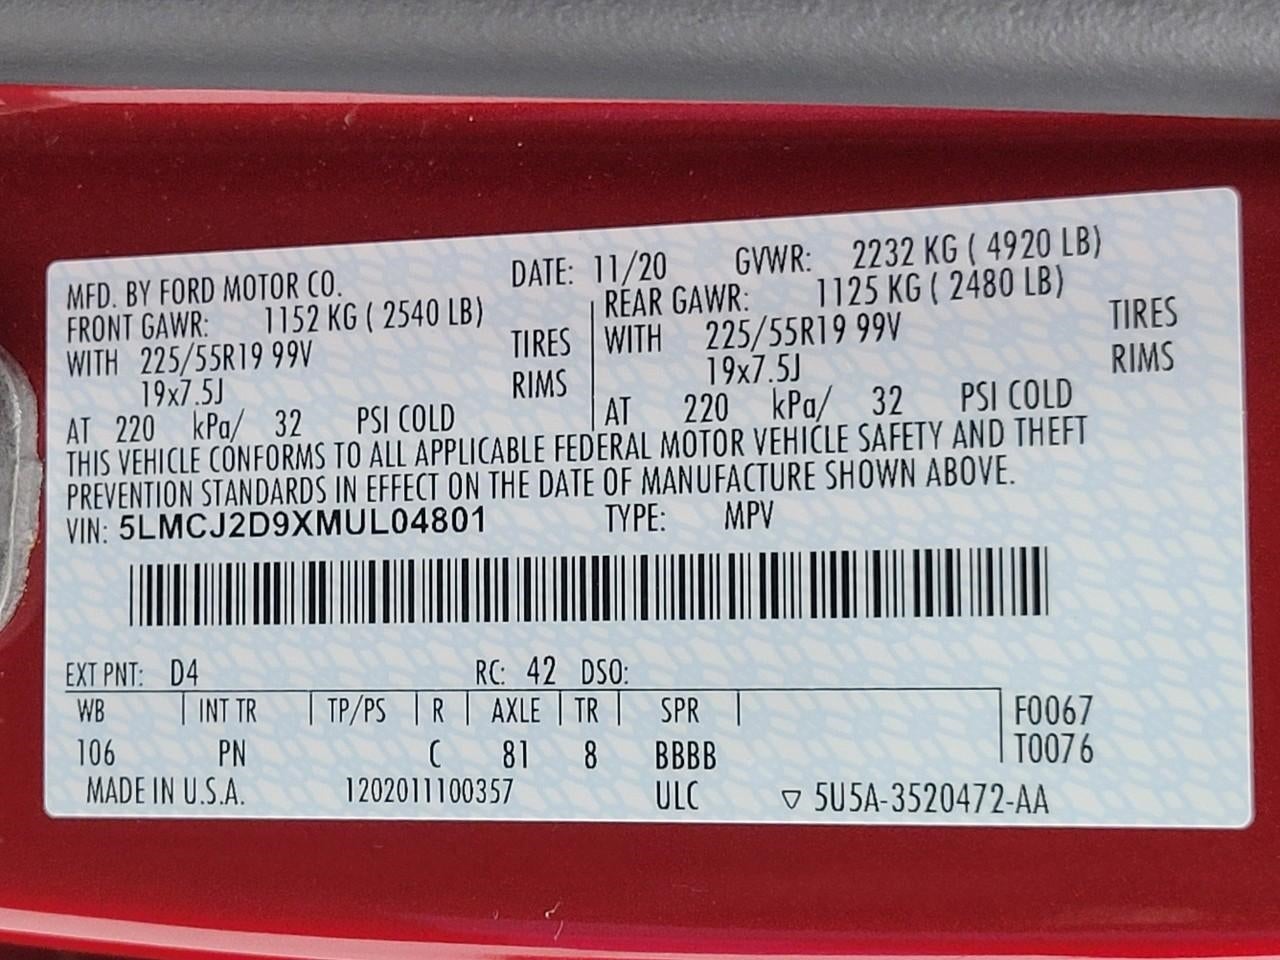 MFD. BY FORD MOTOR CO. DATE: 11/20 GVWR: 2232 KG ( 4920 LB)
FRONT GAWR: 1152 KG ( 2540 LB) REAR GAWR: 1125 KG ( 2480 LB)
WITH 225/55R19 99V TIRES WITH 225/55R19 99V TIRES
19x7.5J RIMS 19x7.5J RIMS
AT 220 kPa/ 32 PSI COLD AT 220 kPa/ 32 PSI COLD
THIS VEHICLE CONFORMS TO ALL APPLICABLE FEDERAL MOTOR VEHICLE SAFETY AND THEFT
PREVENTION STANDARDS IN EFFECT ON THE DATE OF MANUFACTURE SHOWN ABOVE.
VIN: 5LMCJ2D9XMUL04801 TYPE: MPV
EXT PNT: D4 RC: 42 DSO:
WB INT TR TP/PS R AXLE TR SPR F0067
106 PN C 81 8 BBBB T0076
MADE IN U.S.A. 1202011100357 ULC ▽ 5U5A-3520472-AA